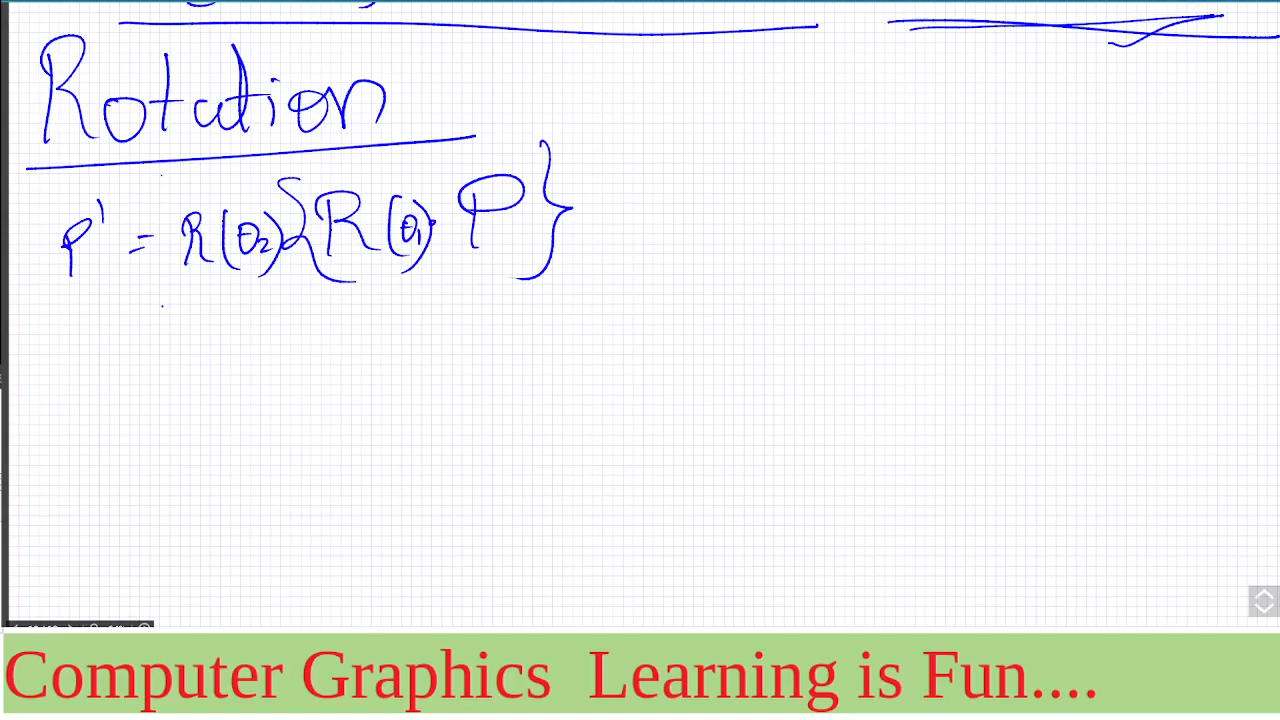 Rotation
P' = R(θ₂){R(θ₁)·P}
Computer Graphics Learning is Fun....